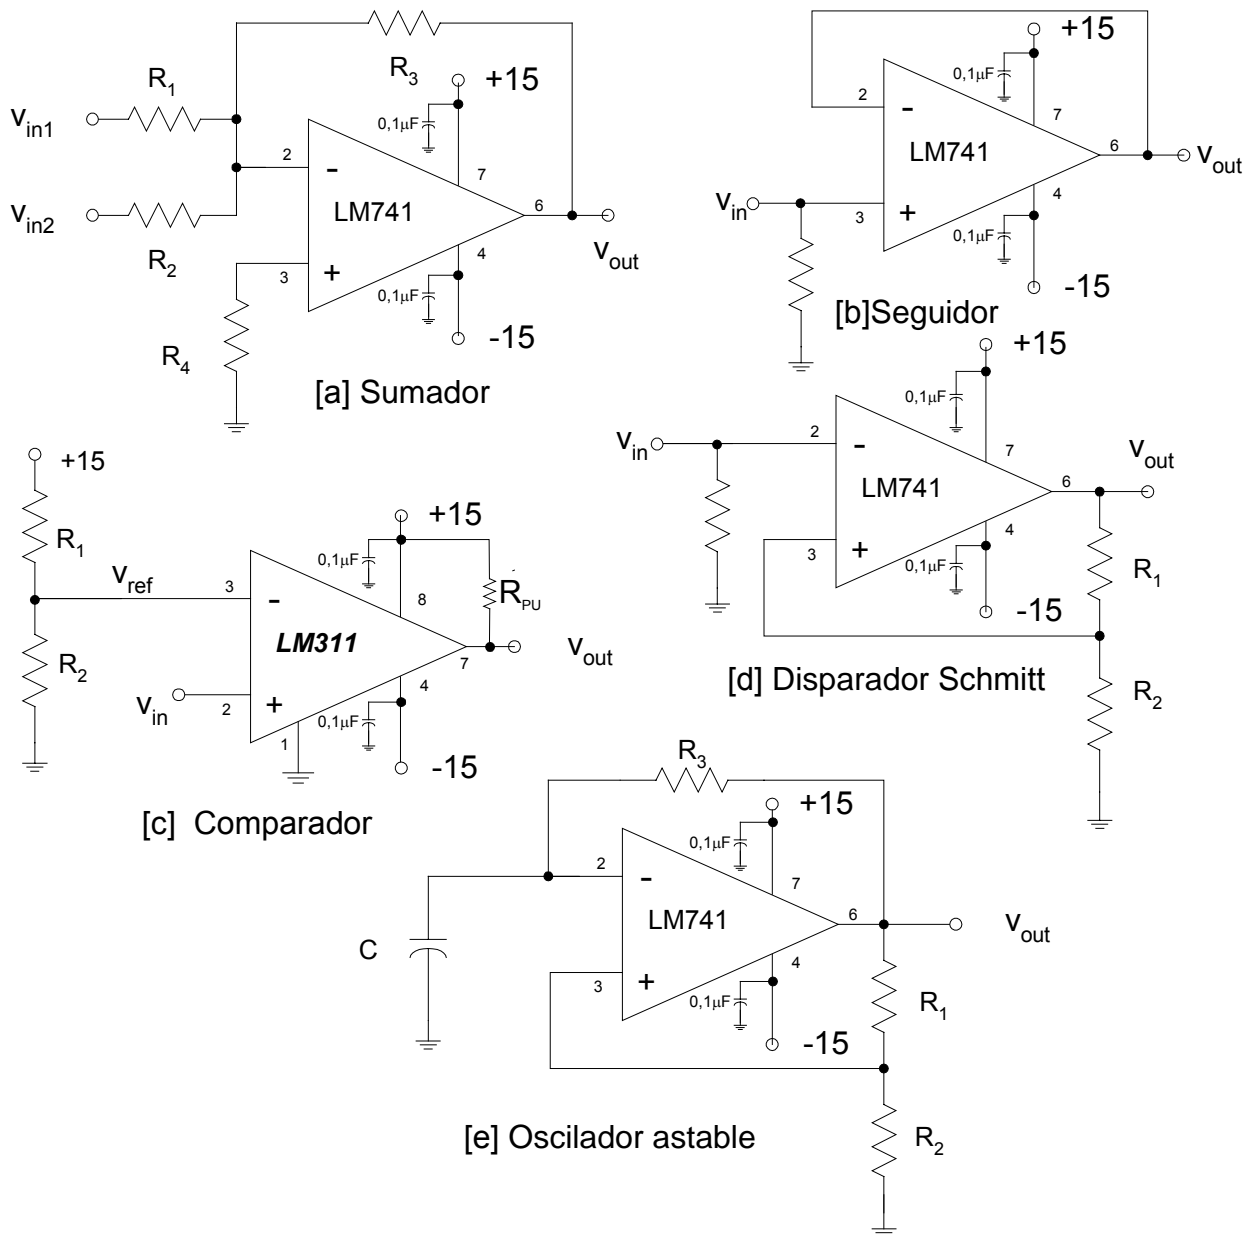 R3
+15
R1
0,1µF
vin1
2
-
7
LM741
6
vin2
vout
R2
3
+
4
0,1µF
-15
R4
[a] Sumador
+15
0,1µF
2
-
7
LM741
6
vout
vin
3
+
4
0,1µF
-15
[b]Seguidor
+15
R1
vref
R2
+15
0,1µF
3
-
8
RPU
LM311
7
vout
vin
2
+
4
0,1µF
1
-15
[c] Comparador
+15
0,1µF
vin
2
-
7
vout
LM741
6
3
+
4
0,1µF
R1
-15
[d] Disparador Schmitt
R2
R3
+15
0,1µF
2
-
7
LM741
6
vout
C
3
+
4
0,1µF
R1
-15
[e] Oscilador astable
R2